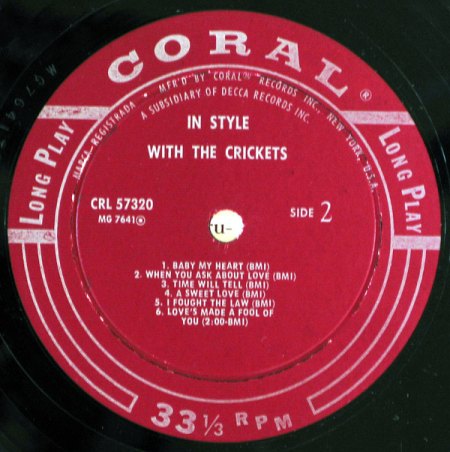 CORAL®
LONG PLAY
LONG PLAY
MARCA REGISTRADA • MFR'D BY CORAL RECORDS INC., NEW YORK, U.S.A.
A SUBSIDIARY OF DECCA RECORDS INC.
IN STYLE
WITH THE CRICKETS
CRL 57320
MG 7641
SIDE 2
u-
1. BABY MY HEART (BMI)
2. WHEN YOU ASK ABOUT LOVE (BMI)
3. TIME WILL TELL (BMI)
4. A SWEET LOVE (BMI)
5. I FOUGHT THE LAW (BMI)
6. LOVE'S MADE A FOOL OF
YOU (2:00-BMI)
33 1/3 RPM